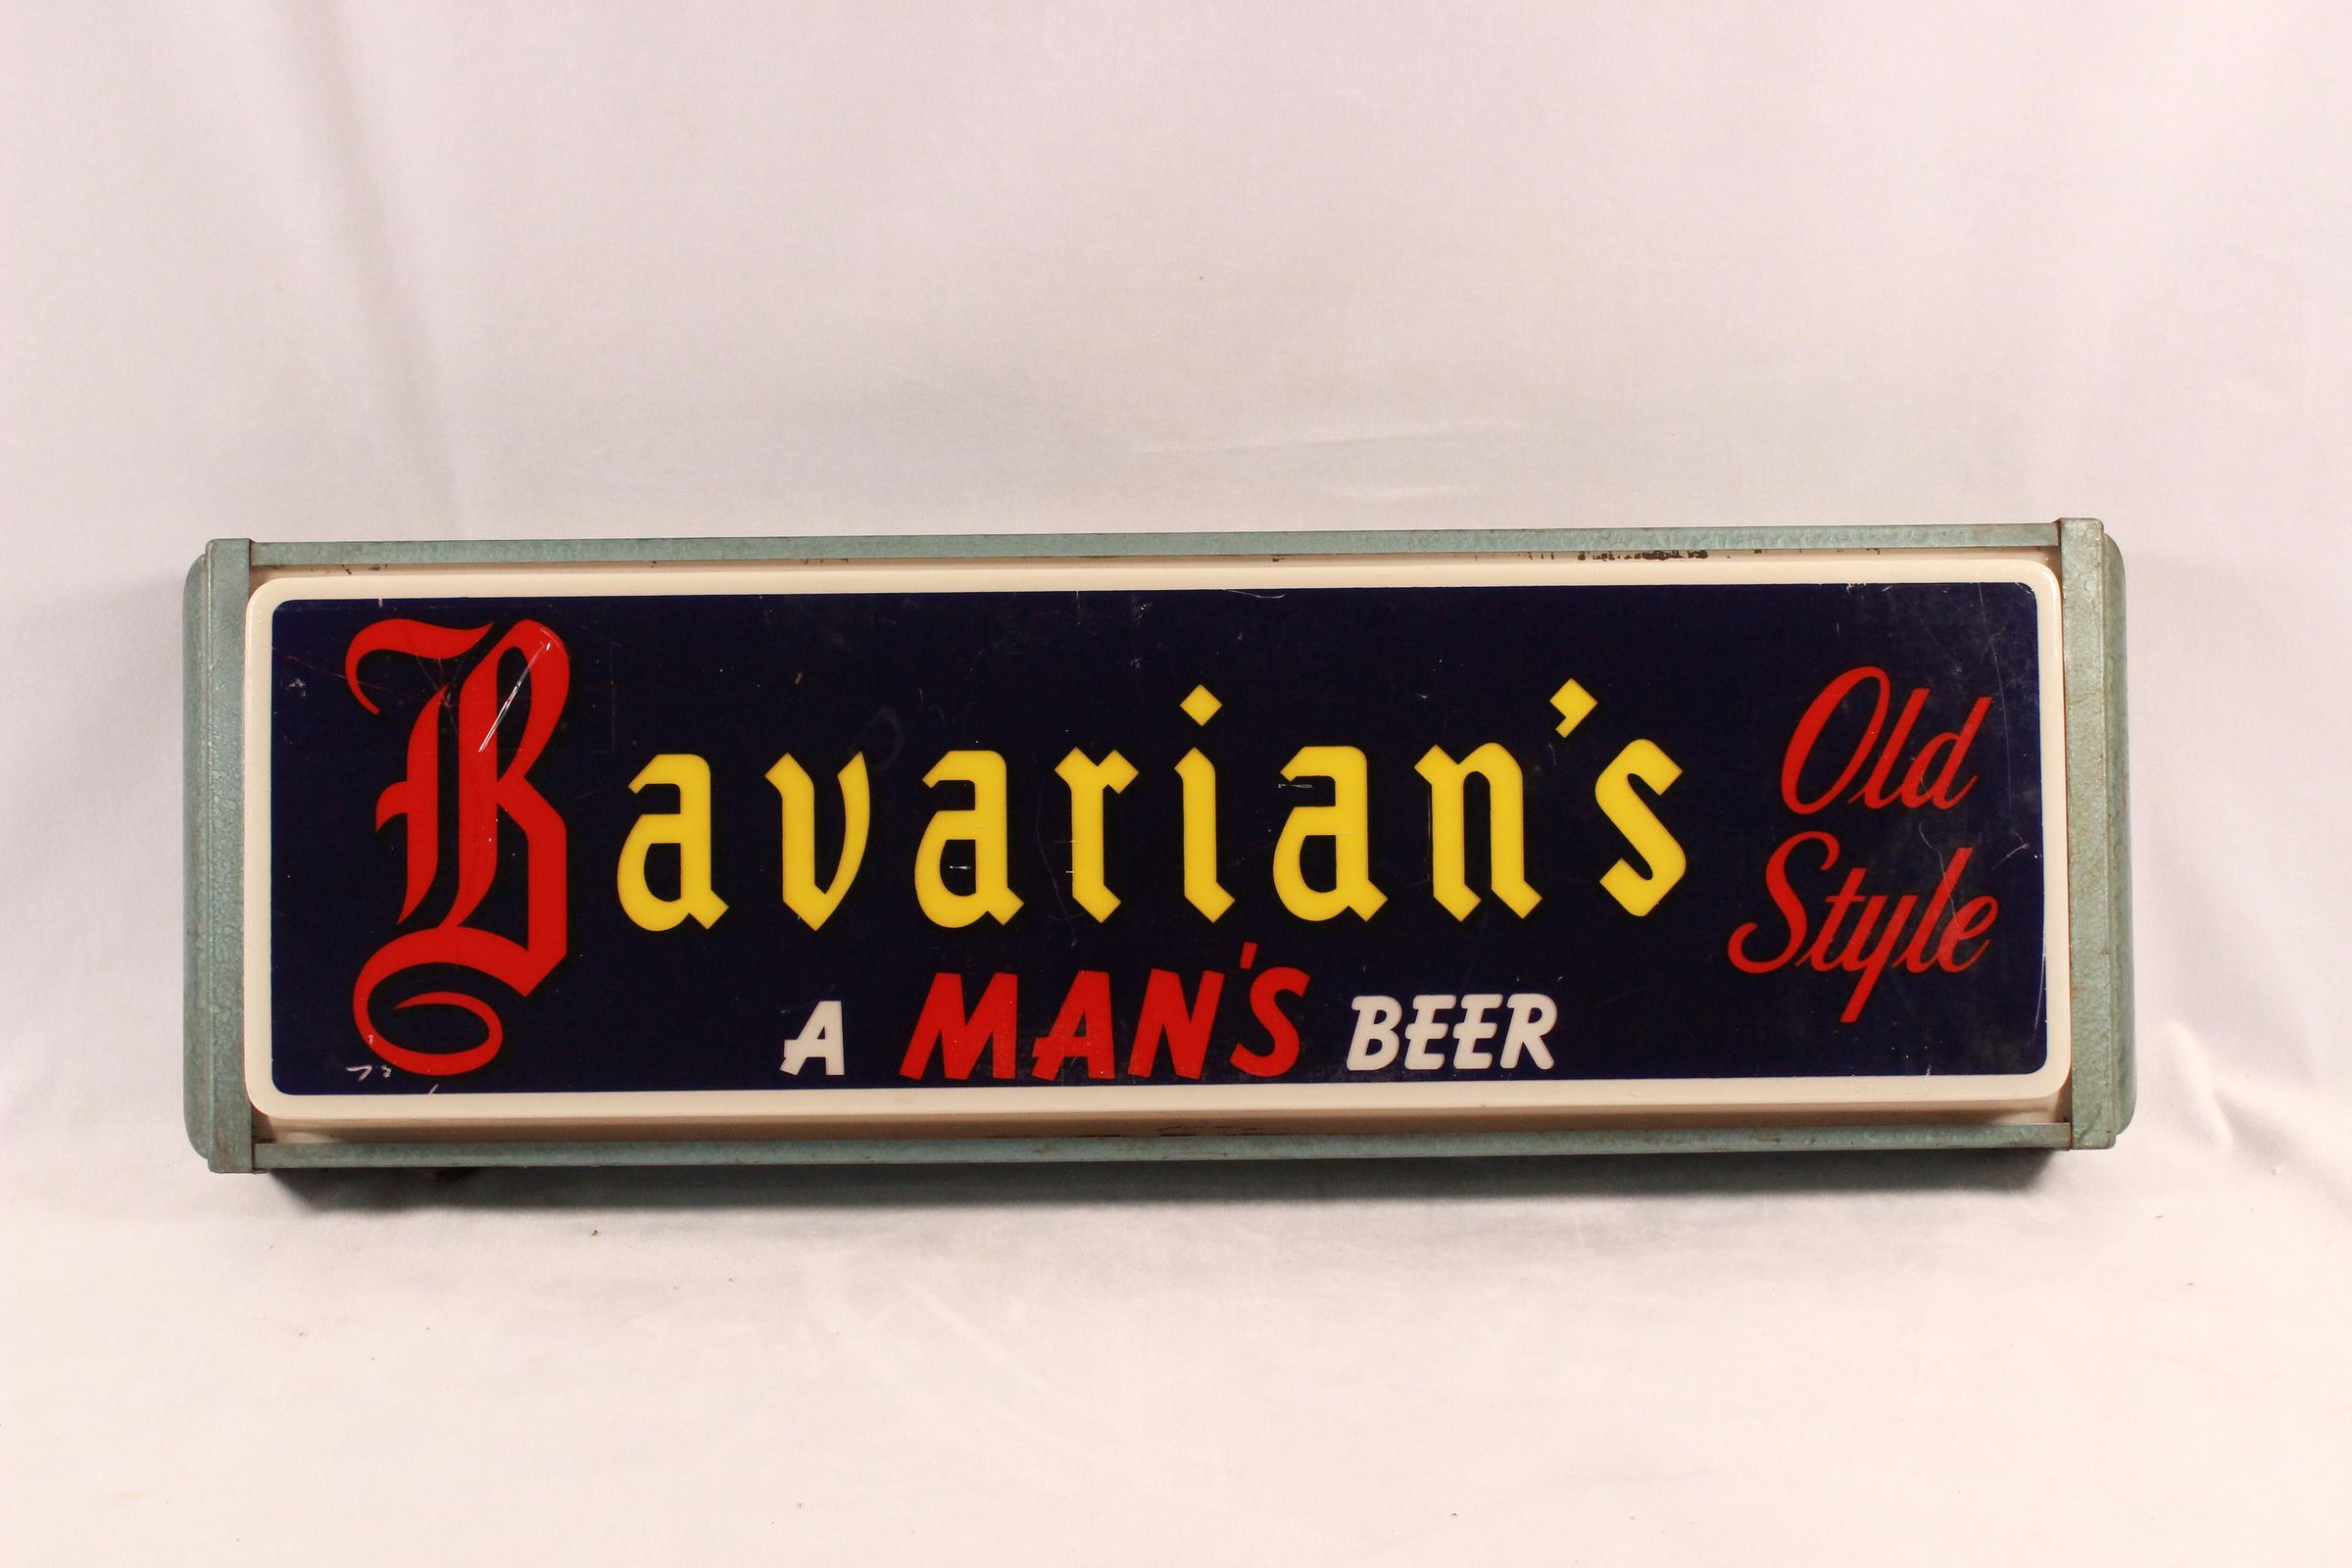 Bavarian's
Old
Style
A MAN'S BEER